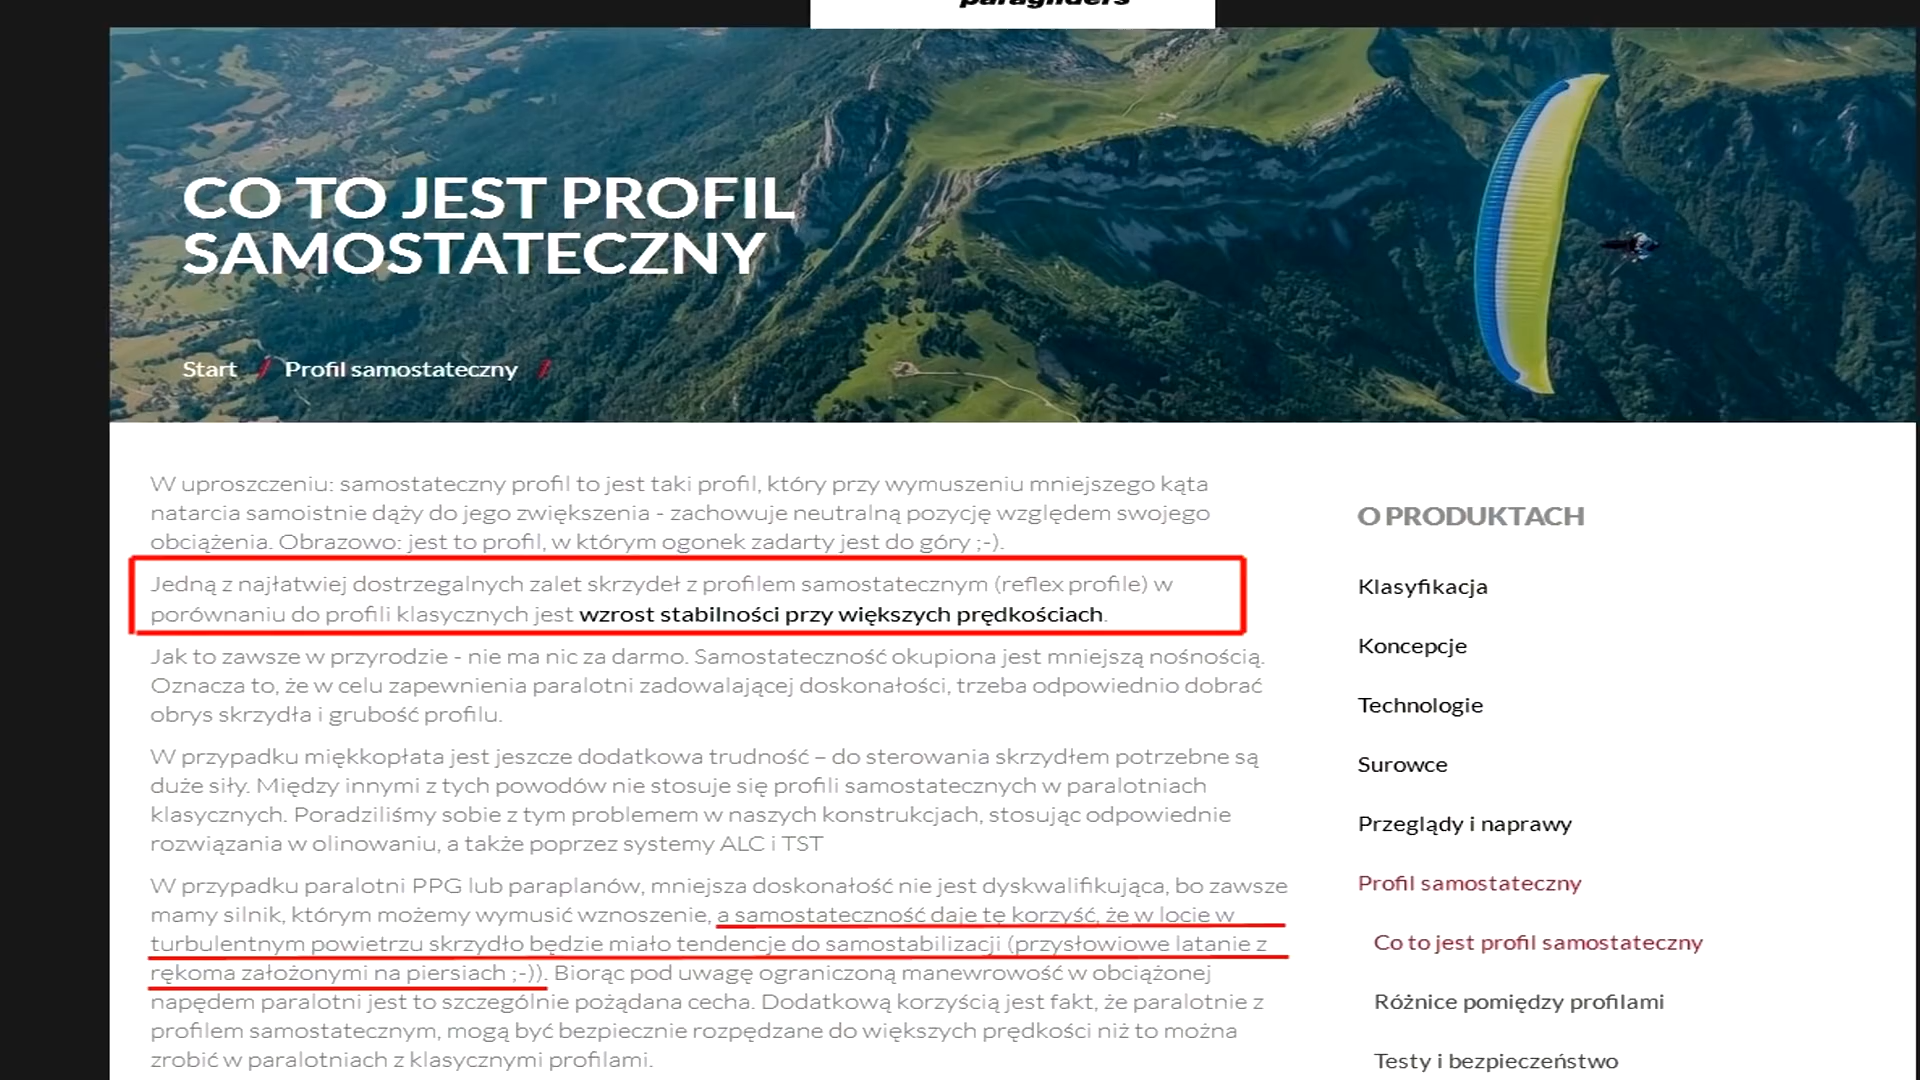 paragliders
CO TO JEST PROFIL
SAMOSTATECZNY
Start / Profil samostateczny /
W uproszczeniu: samostateczny profil to jest taki profil, który przy wymuszeniu mniejszego kąta
natarcia samoistnie dąży do jego zwiększenia - zachowuje neutralną pozycję względem swojego
obciążenia. Obrazowo: jest to profil, w którym ogonek zadarty jest do góry ;-).
Jedną z najłatwiej dostrzegalnych zalet skrzydeł z profilem samostatecznym (reflex profile) w
porównaniu do profili klasycznych jest wzrost stabilności przy większych prędkościach.
Jak to zawsze w przyrodzie - nie ma nic za darmo. Samostateczność okupiona jest mniejszą nośnością.
Oznacza to, że w celu zapewnienia paralotni zadowalającej doskonałości, trzeba odpowiednio dobrać
obrys skrzydła i grubość profilu.
W przypadku miękkopłata jest jeszcze dodatkowa trudność – do sterowania skrzydłem potrzebne są
duże siły. Między innymi z tych powodów nie stosuje się profili samostatecznych w paralotniach
klasycznych. Poradziliśmy sobie z tym problemem w naszych konstrukcjach, stosując odpowiednie
rozwiązania w olinowaniu, a także poprzez systemy ALC i TST
W przypadku paralotni PPG lub paraplanów, mniejsza doskonałość nie jest dyskwalifikująca, bo zawsze
mamy silnik, którym możemy wymusić wznoszenie, a samostateczność daje tę korzyść, że w locie w
turbulentnym powietrzu skrzydło będzie miało tendencje do samostabilizacji (przysłowiowe latanie z
rękoma założonymi na piersiach ;-)). Biorąc pod uwagę ograniczoną manewrowość w obciążonej
napędem paralotni jest to szczególnie pożądana cecha. Dodatkową korzyścią jest fakt, że paralotnie z
profilem samostatecznym, mogą być bezpiecznie rozpędzane do większych prędkości niż to można
zrobić w paralotniach z klasycznymi profilami.
O PRODUKTACH
Klasyfikacja
Koncepcje
Technologie
Surowce
Przeglądy i naprawy
Profil samostateczny
Co to jest profil samostateczny
Różnice pomiędzy profilami
Testy i bezpieczeństwo